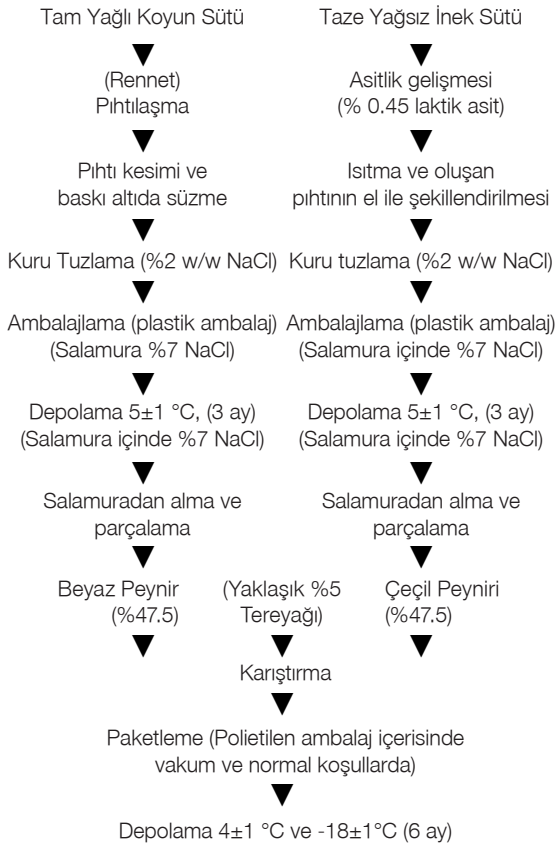 Tam Yağlı Koyun Sütü
(Rennet)
Pıhtılaşma
Pıhtı kesimi ve
baskı altıda süzme
Kuru Tuzlama (%2 w/w NaCl)
Ambalajlama (plastik ambalaj)
(Salamura %7 NaCl)
Depolama 5±1 °C, (3 ay)
(Salamura içinde %7 NaCl)
Salamuradan alma ve
parçalama
Beyaz Peynir
(%47.5)
Taze Yağsız İnek Sütü
Asitlik gelişmesi
(% 0.45 laktik asit)
Isıtma ve oluşan
pıhtının el ile şekillendirilmesi
Kuru tuzlama (%2 w/w NaCl)
Ambalajlama (plastik ambalaj)
(Salamura içinde %7 NaCl)
Depolama 5±1 °C, (3 ay)
(Salamura içinde %7 NaCl)
Salamuradan alma ve
parçalama
Çeçil Peyniri
(%47.5)
(Yaklaşık %5
Tereyağı)
Karıştırma
Paketleme (Polietilen ambalaj içerisinde
vakum ve normal koşullarda)
Depolama 4±1 °C ve -18±1°C (6 ay)